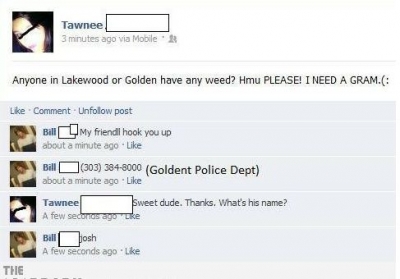 Tawnee
3 minutes ago via Mobile ·
Anyone in Lakewood or Golden have any weed? Hmu PLEASE! I NEED A GRAM.(:
Like · Comment · Unfollow post
Bill My friendll hook you up
about a minute ago · Like
Bill (303) 384-8000 (Goldent Police Dept)
about a minute ago · Like
Tawnee Sweet dude. Thanks. What's his name?
A few seconds ago · Like
Bill josh
A few seconds ago · Like
THE